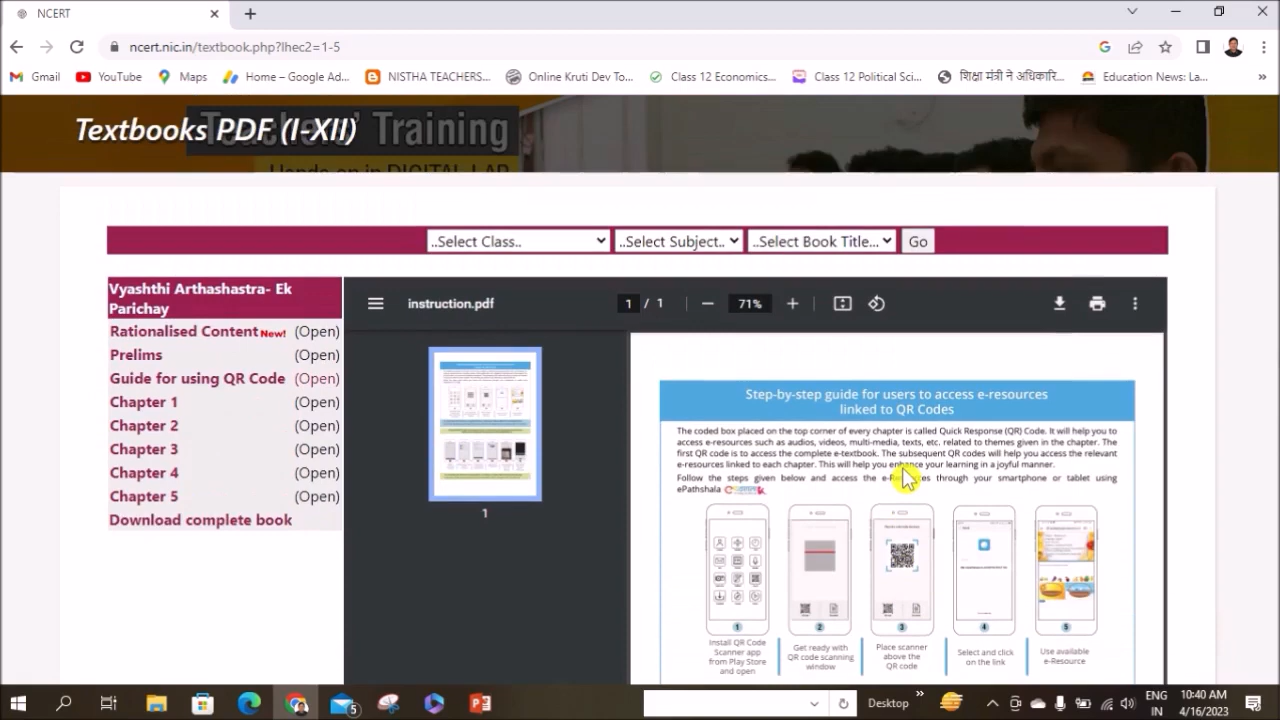 NCERT
ncert.nic.in/textbook.php?lhec2=1-5
Gmail
YouTube
Maps
Home – Google Ad...
NISTHA TEACHERS...
Online Kruti Dev To...
Class 12 Economics...
Class 12 Political Sci...
शिक्षा मंत्री ने अधिकारि...
Education News: La...
Teachers' Training
Textbooks PDF (I-XII)
Hands on in DIGITAL LAB
..Select Class..
..Select Subject..
..Select Book Title...
Go
Vyashthi Arthashastra- Ek
Parichay
Rationalised Content New! (Open)
Prelims (Open)
Guide for using QR Code (Open)
Chapter 1 (Open)
Chapter 2 (Open)
Chapter 3 (Open)
Chapter 4 (Open)
Chapter 5 (Open)
Download complete book
instruction.pdf
1 / 1
71%
1
Step-by-step guide for users to access e-resources
linked to QR Codes
The coded box placed on the top corner of every chapter is called Quick Response (QR) Code. It will help you to
access e-resources such as audios, videos, multi-media, texts, etc. related to themes given in the chapter. The
first QR code is to access the complete e-textbook. The subsequent QR codes will help you access the relevant
e-resources linked to each chapter. This will help you enhance your learning in a joyful manner.
Follow the steps given below and access the e-Resources through your smartphone or tablet using
ePathshala
1
2
3
4
5
Install QR Code
Scanner app
from Play Store
and open
Get ready with
QR code scanning
window
Place scanner
above the
QR code
Select and click
on the link
Use available
e-Resource
5
Desktop
ENG
IN
10:40 AM
4/16/2023